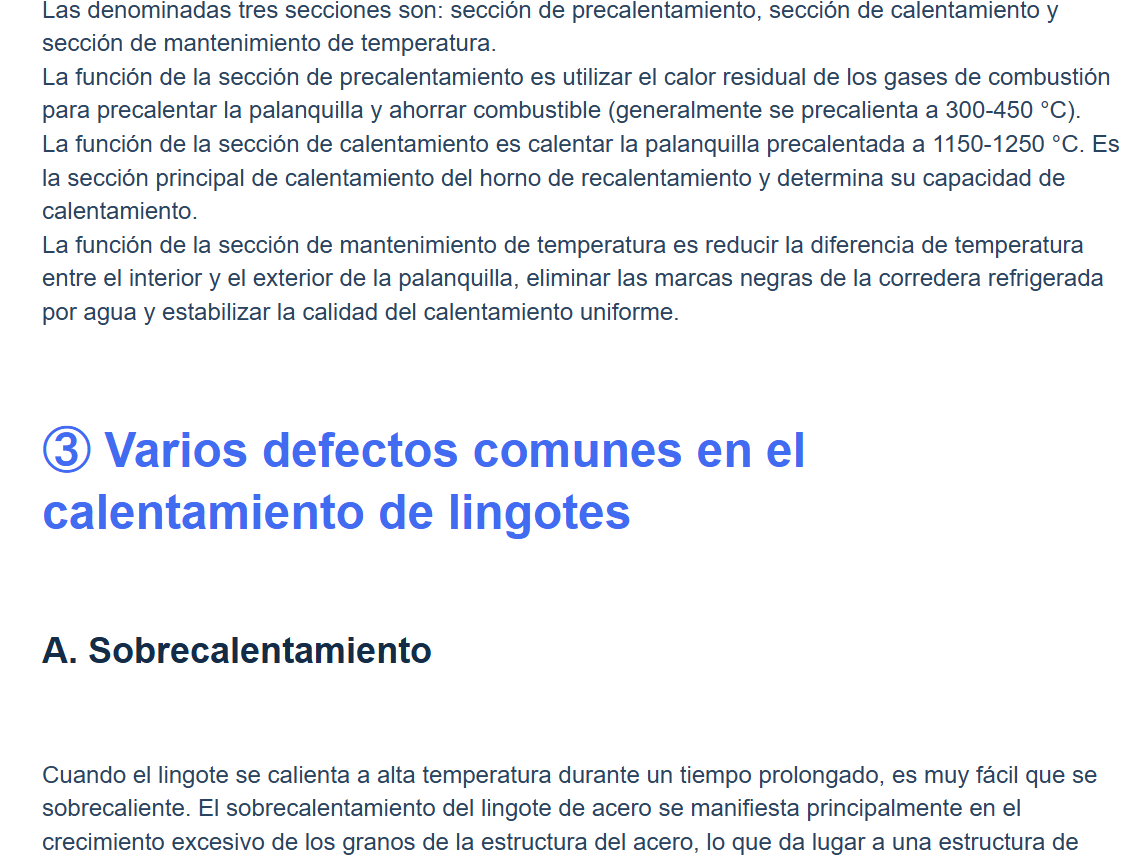 Las denominadas tres secciones son: sección de precalentamiento, sección de calentamiento y
sección de mantenimiento de temperatura.
La función de la sección de precalentamiento es utilizar el calor residual de los gases de combustión
para precalentar la palanquilla y ahorrar combustible (generalmente se precalienta a 300-450 °C).
La función de la sección de calentamiento es calentar la palanquilla precalentada a 1150-1250 °C. Es
la sección principal de calentamiento del horno de recalentamiento y determina su capacidad de
calentamiento.
La función de la sección de mantenimiento de temperatura es reducir la diferencia de temperatura
entre el interior y el exterior de la palanquilla, eliminar las marcas negras de la corredera refrigerada
por agua y estabilizar la calidad del calentamiento uniforme.
③ Varios defectos comunes en el
calentamiento de lingotes
A. Sobrecalentamiento
Cuando el lingote se calienta a alta temperatura durante un tiempo prolongado, es muy fácil que se
sobrecaliente. El sobrecalentamiento del lingote de acero se manifiesta principalmente en el
crecimiento excesivo de los granos de la estructura del acero, lo que da lugar a una estructura de